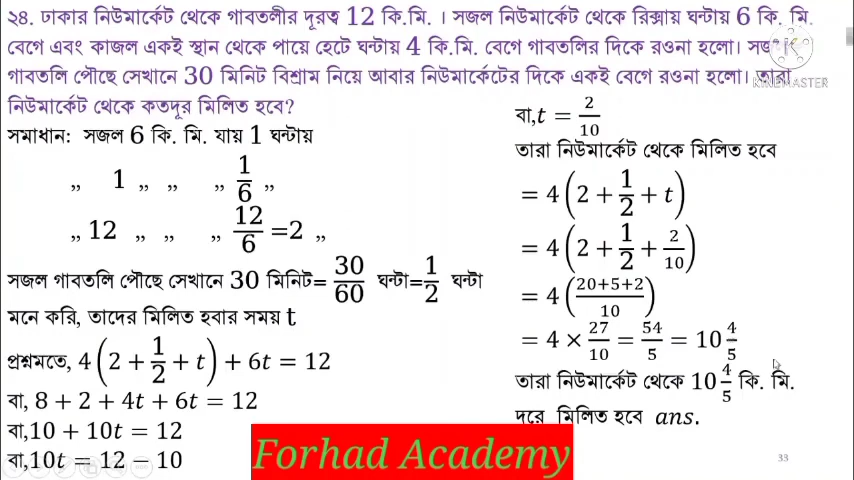 ২৪. ঢাকার নিউমার্কেট থেকে গাবতলীর দূরত্ব 12 কি.মি. । সজল নিউমার্কেট থেকে রিক্সায় ঘন্টায় 6 কি. মি.
বেগে এবং কাজল একই স্থান থেকে পায়ে হেটে ঘন্টায় 4 কি.মি. বেগে গাবতলির দিকে রওনা হলো। সজল
গাবতলি পৌছে সেখানে 30 মিনিট বিশ্রাম নিয়ে আবার নিউমার্কেটের দিকে একই বেগে রওনা হলো। তারা
নিউমার্কেট থেকে কতদূর মিলিত হবে?
KINEMASTER
সমাধান: সজল 6 কি. মি. যায় 1 ঘন্টায়
„ 1 „ „ „ 1/6 „
„ 12 „ „ „ 12/6 =2 „
সজল গাবতলি পৌছে সেখানে 30 মিনিট= 30/60 ঘন্টা=1/2 ঘন্টা
মনে করি, তাদের মিলিত হবার সময় t
প্রশ্নমতে, 4(2 + 1/2 + t) + 6t = 12
বা, 8 + 2 + 4t + 6t = 12
বা,10 + 10t = 12
বা,10t = 12 − 10
বা,t = 2/10
তারা নিউমার্কেট থেকে মিলিত হবে
= 4(2 + 1/2 + t)
= 4(2 + 1/2 + 2/10)
= 4((20+5+2)/10)
= 4 × 27/10 = 54/5 = 10 4/5
তারা নিউমার্কেট থেকে 10 4/5 কি. মি.
দূরে মিলিত হবে ans.
Forhad Academy
33